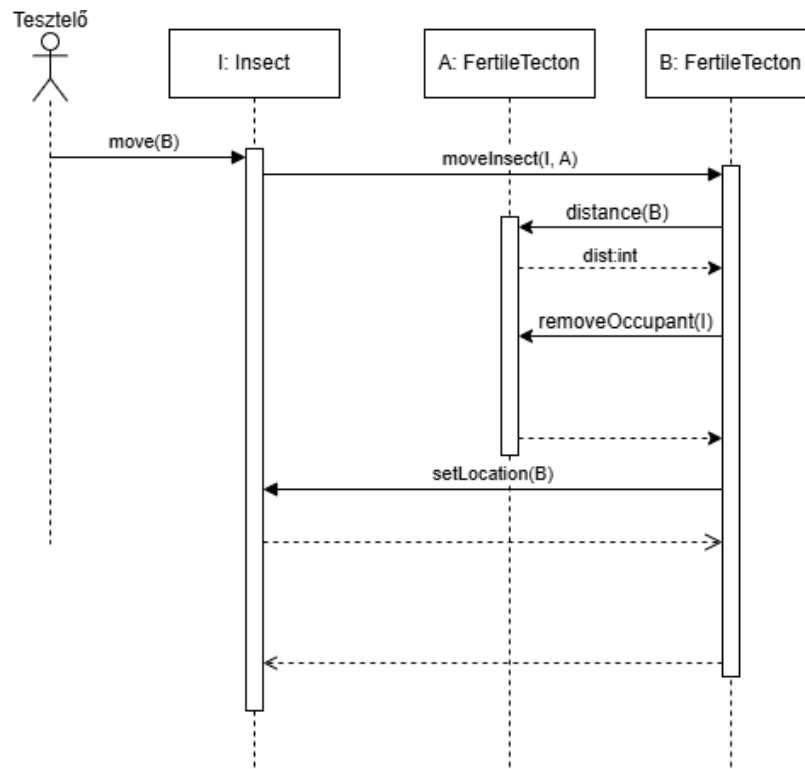 Tesztelő
I: Insect
A: FertileTecton
B: FertileTecton
move(B)
moveInsect(I, A)
distance(B)
dist:int
removeOccupant(I)
setLocation(B)